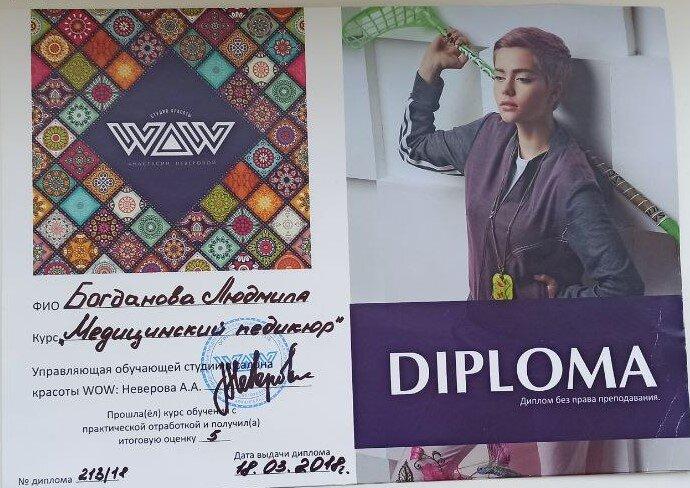 СТУДИЯ КРАСОТЫ
WOW
АНАСТАСИИ НЕВЕРОВОЙ
ФИО Богданова Людмила
Курс „Медицинский педикюр"
Управляющая обучающей студии и салона
красоты WOW: Неверова А.А.
Прошла(ёл) курс обучения с
практической отработкой и получил(а)
итоговую оценку 5
№ диплома 213/18
Дата выдачи диплома
18.03.2018г.
DIPLOMA
Диплом без права преподавания.